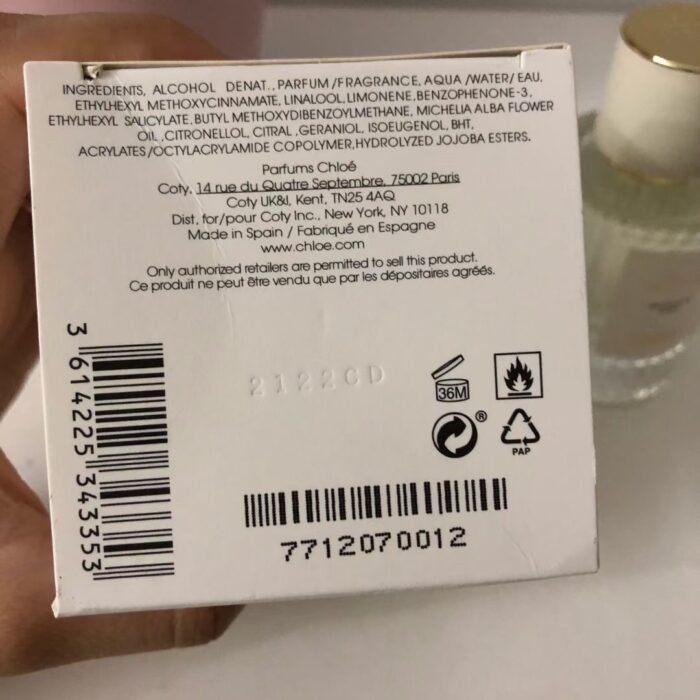 INGREDIENTS, ALCOHOL DENAT., PARFUM/FRAGRANCE, AQUA /WATER/ EAU,
ETHYLHEXYL METHOXYCINNAMATE, LINALOOL, LIMONENE, BENZOPHENONE-3,
ETHYLHEXYL SALICYLATE, BUTYL METHOXYDIBENZOYLMETHANE, MICHELIA ALBA FLOWER
OIL ,CITRONELLOL, CITRAL ,GERANIOL, ISOEUGENOL, BHT,
ACRYLATES/OCTYLACRYLAMIDE COPOLYMER, HYDROLYZED JOJOBA ESTERS.
Parfums Chloé
Coty, 14 rue du Quatre Septembre, 75002 Paris
Coty UK&I, Kent, TN25 4AQ
Dist. for/pour Coty Inc., New York, NY 10118
Made in Spain / Fabriqué en Espagne
www.chloe.com
Only authorized retailers are permitted to sell this product.
Ce produit ne peut être vendu que par les dépositaires agréés.
3 614225 343353
2122CD
36M
®
PAP
7712070012